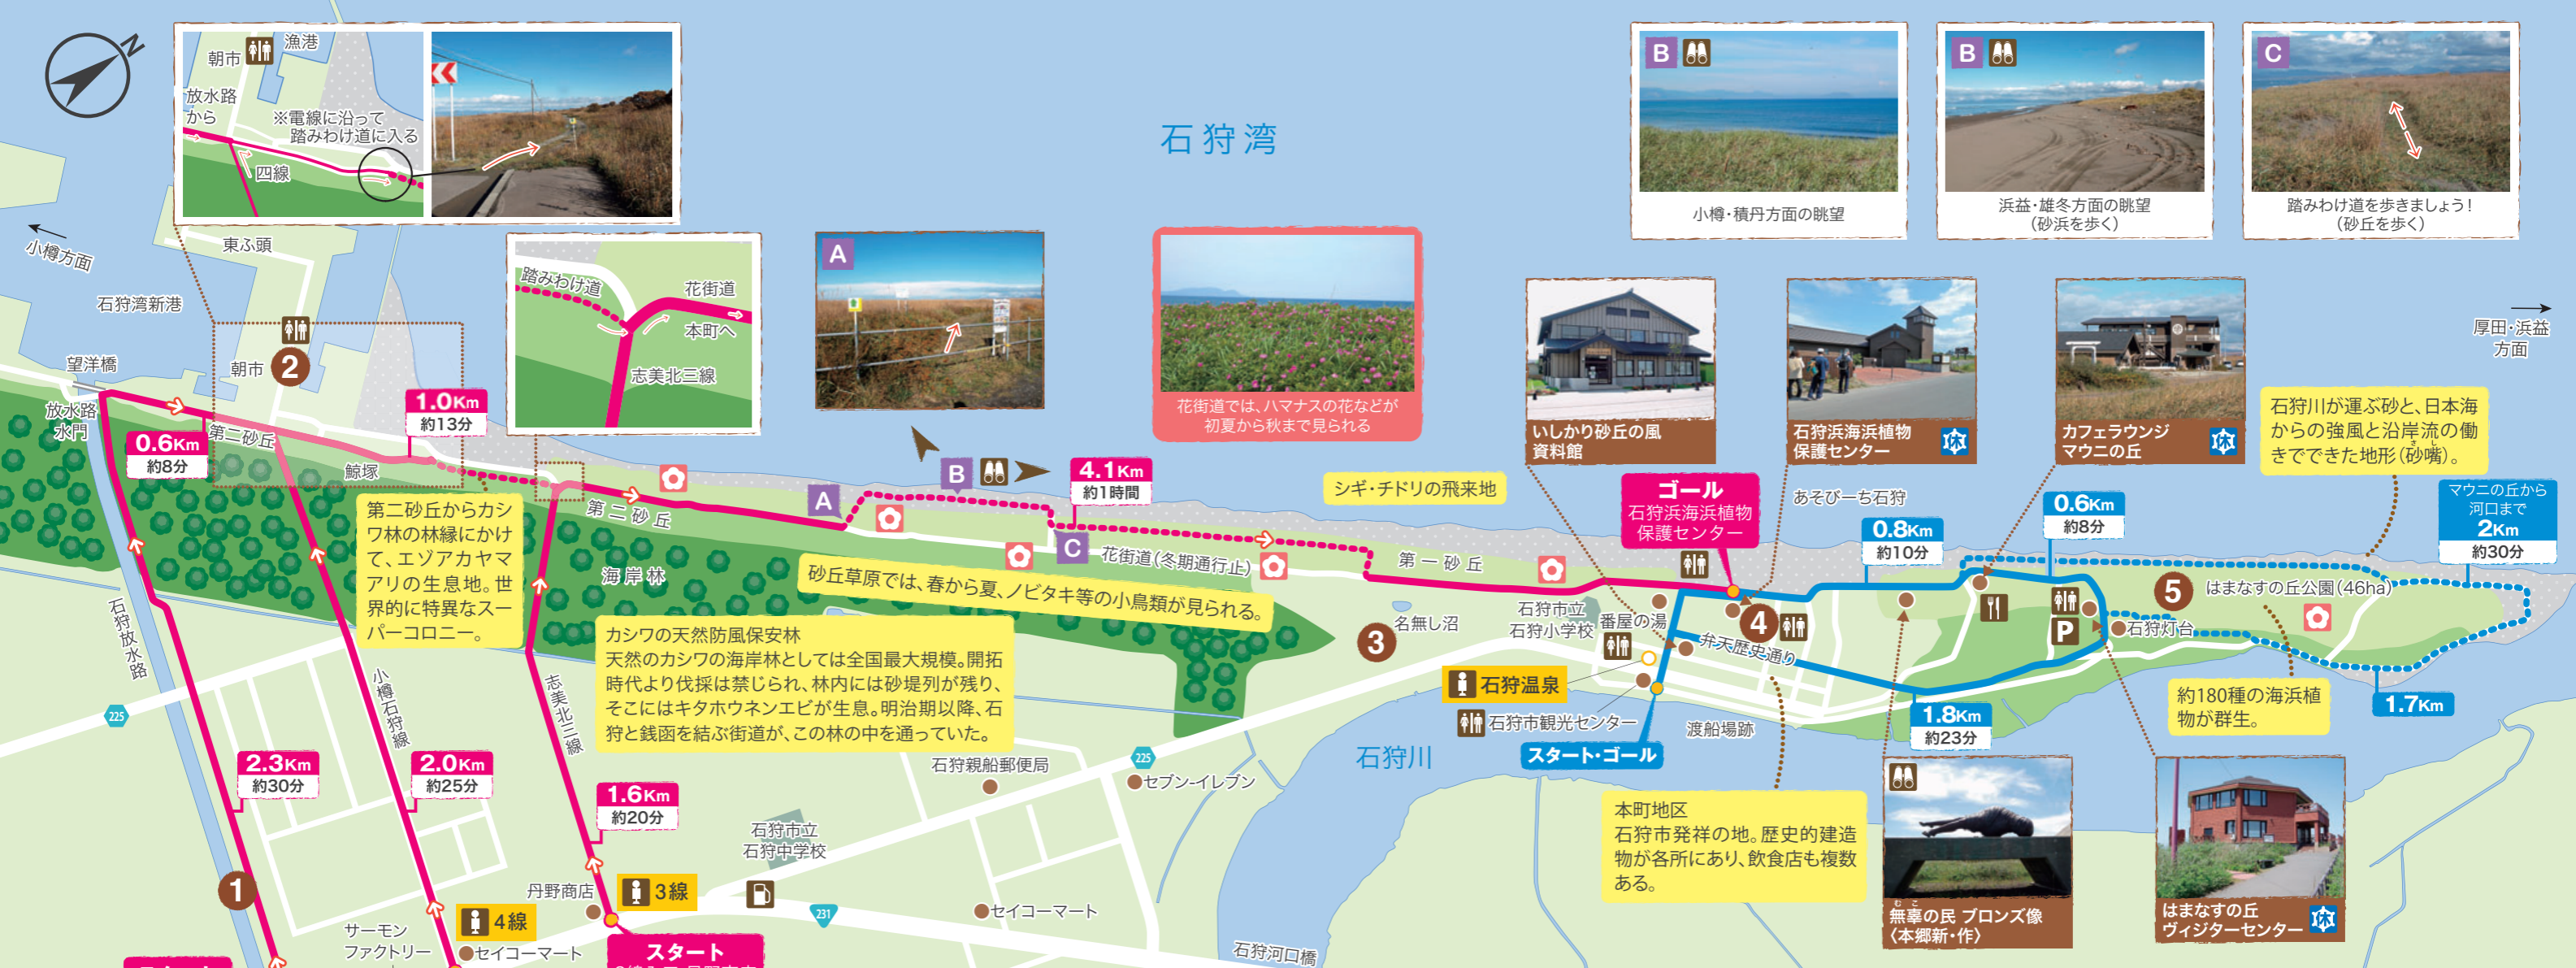 N
朝市
漁港
放水路
から
※電線に沿って
踏みわけ道に入る
四線
石狩湾
B
小樽・積丹方面の眺望
B
浜益・雄冬方面の眺望
（砂浜を歩く）
C
踏みわけ道を歩きましょう！
（砂丘を歩く）
小樽方面
東ふ頭
石狩湾新港
望洋橋
放水路
水門
朝市
2
第二砂丘
鯨塚
0.6Km
約8分
1.0Km
約13分
踏みわけ道
花街道
本町へ
志美北三線
A
花街道では、ハマナスの花などが
初夏から秋まで見られる
いしかり砂丘の風
資料館
石狩浜海浜植物
保護センター
休
カフェラウンジ
マウニの丘
休
厚田・浜益
方面
石狩川が運ぶ砂と、日本海
からの強風と沿岸流の働
きでできた地形（砂嘴）。
さし
マウニの丘から
河口まで
2Km
約30分
第二砂丘からカシ
ワ林の林縁にかけ
て、エゾアカヤマ
アリの生息地。世
界的に特異なスー
パーコロニー。
第二砂丘
A
B
4.1Km
約1時間
C
花街道（冬期通行止）
シギ・チドリの飛来地
第一砂丘
ゴール
石狩浜海浜植物
保護センター
あそびーち石狩
0.8Km
約10分
0.6Km
約8分
海岸林
砂丘草原では、春から夏、ノビタキ等の小鳥類が見られる。
カシワの天然防風保安林
天然のカシワの海岸林としては全国最大規模。開拓
時代より伐採は禁じられ、林内には砂堤列が残り、
そこにはキタホウネンエビが生息。明治期以降、石
狩と銭函を結ぶ街道が、この林の中を通っていた。
3
名無し沼
石狩市立
石狩小学校
番屋の湯
4
弁天歴史通り
5
はまなすの丘公園（46ha）
P
石狩灯台
約180種の海浜植
物が群生。
1.7Km
1.8Km
約23分
石狩温泉
石狩市観光センター
スタート・ゴール
渡船場跡
石狩川
本町地区
石狩市発祥の地。歴史的建造
物が各所にあり、飲食店も複数
ある。
むこ
無辜の民 ブロンズ像
〈本郷新・作〉
はまなすの丘
ヴィジターセンター
休
石狩放水路
225
小樽石狩線
志美北三線
2.3Km
約30分
2.0Km
約25分
1.6Km
約20分
石狩親船郵便局
225
セブン-イレブン
石狩市立
石狩中学校
1
丹野商店
3線
4線
サーモン
ファクトリー
セイコーマート
スタート
231
セイコーマート
石狩河口橋